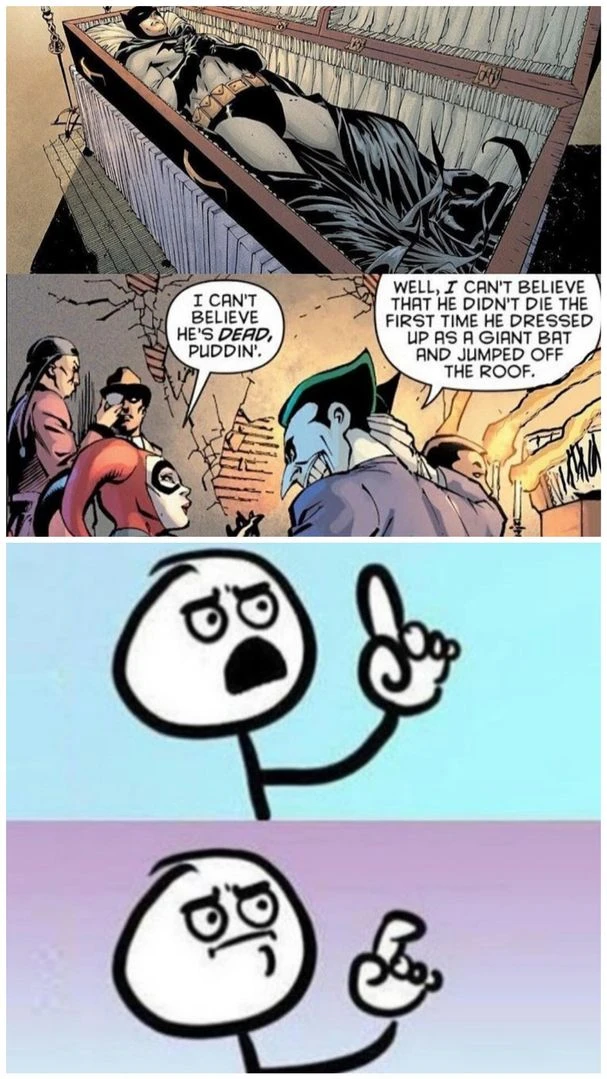 I CAN'T
BELIEVE
HE'S DEAD,
PUDDIN'.
WELL, I CAN'T BELIEVE
THAT HE DIDN'T DIE THE
FIRST TIME HE DRESSED
UP AS A GIANT BAT
AND JUMPED OFF
THE ROOF.